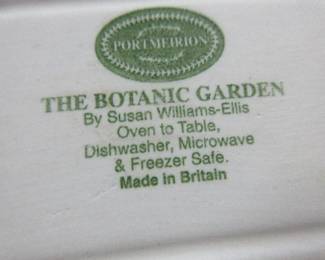 PORTMEIRION
THE BOTANIC GARDEN
By Susan Williams-Ellis
Oven to Table,
Dishwasher, Microwave
& Freezer Safe.
Made in Britain